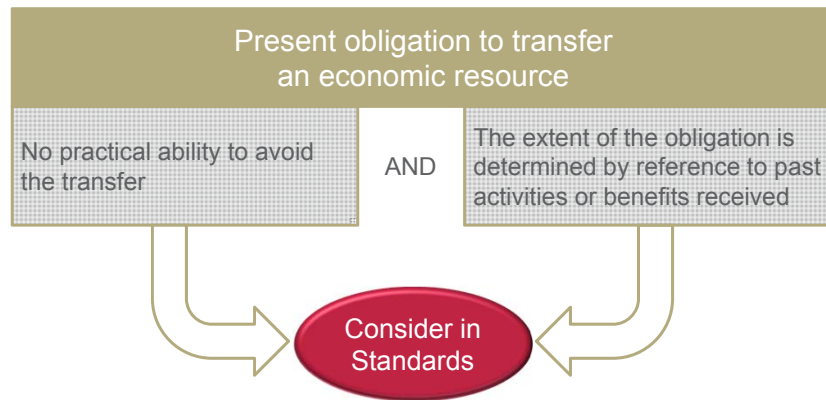 Present obligation to transfer
an economic resource
No practical ability to avoid
the transfer
AND
The extent of the obligation is
determined by reference to past
activities or benefits received
Consider in
Standards